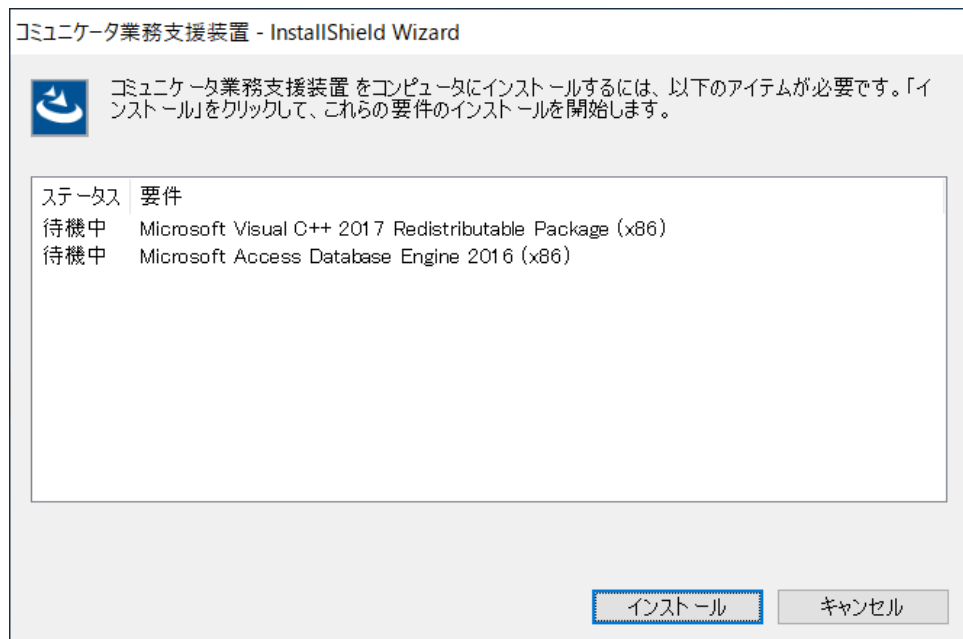 コミュニケータ業務支援装置 - InstallShield Wizard
コミュニケータ業務支援装置 をコンピュータにインストールするには、以下のアイテムが必要です。「イ
ンストール」をクリックして、これらの要件のインストールを開始します。
ステータス 要件
待機中 Microsoft Visual C++ 2017 Redistributable Package (x86)
待機中 Microsoft Access Database Engine 2016 (x86)
インストール キャンセル